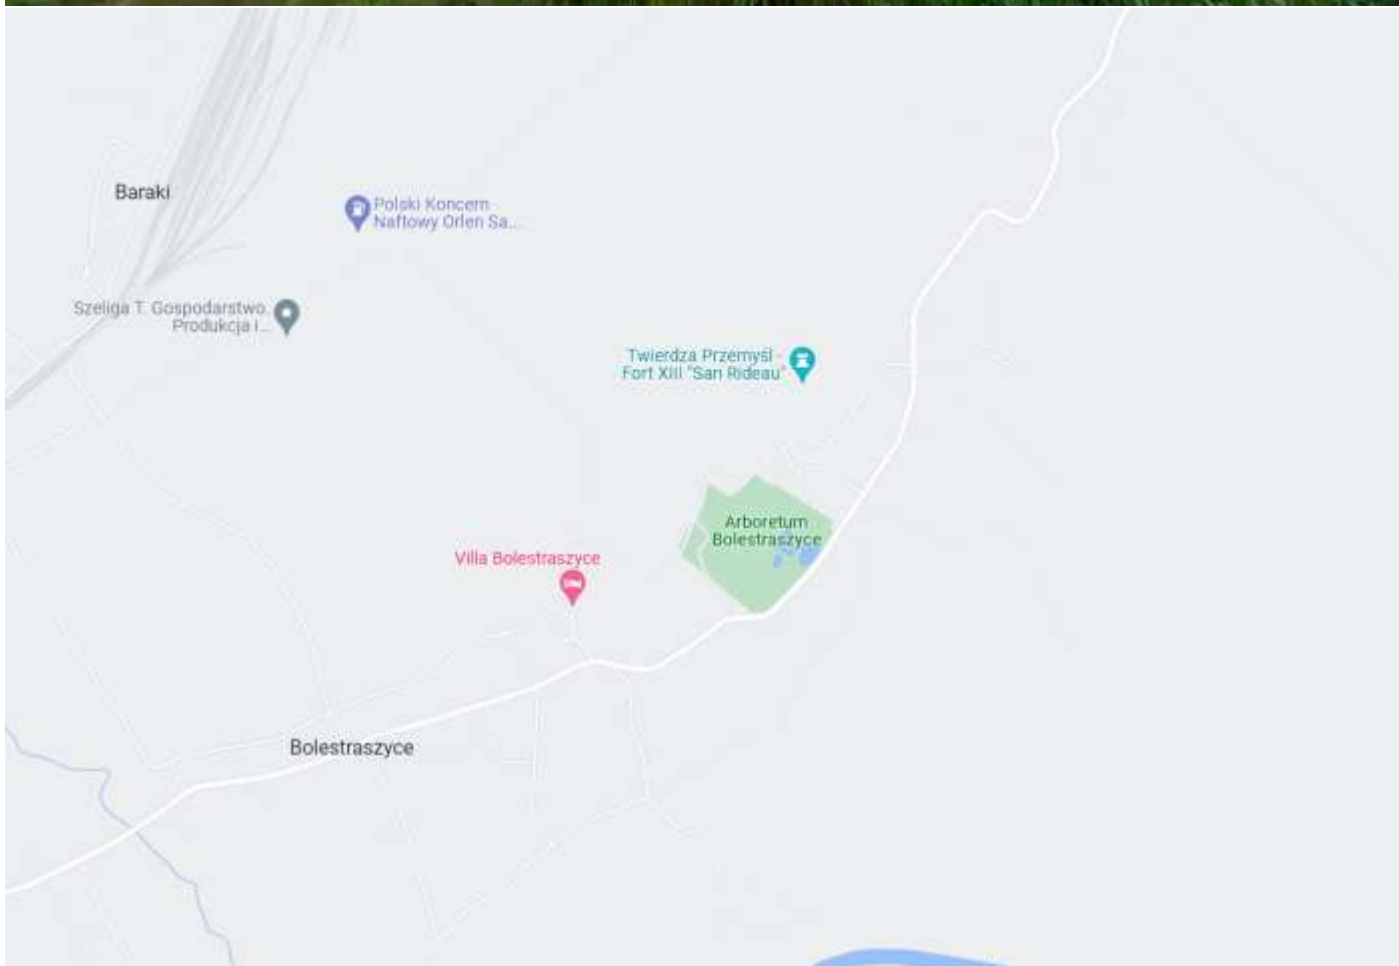 Baraki
Polski Koncern
Naftowy Orlen Sa...
Szeliga T. Gospodarstwo.
Produkcja i...
Twierdza Przemyśl -
Fort XIII "San Rideau"
Arboretum
Bolestraszyce
Villa Bolestraszyce
Bolestraszyce